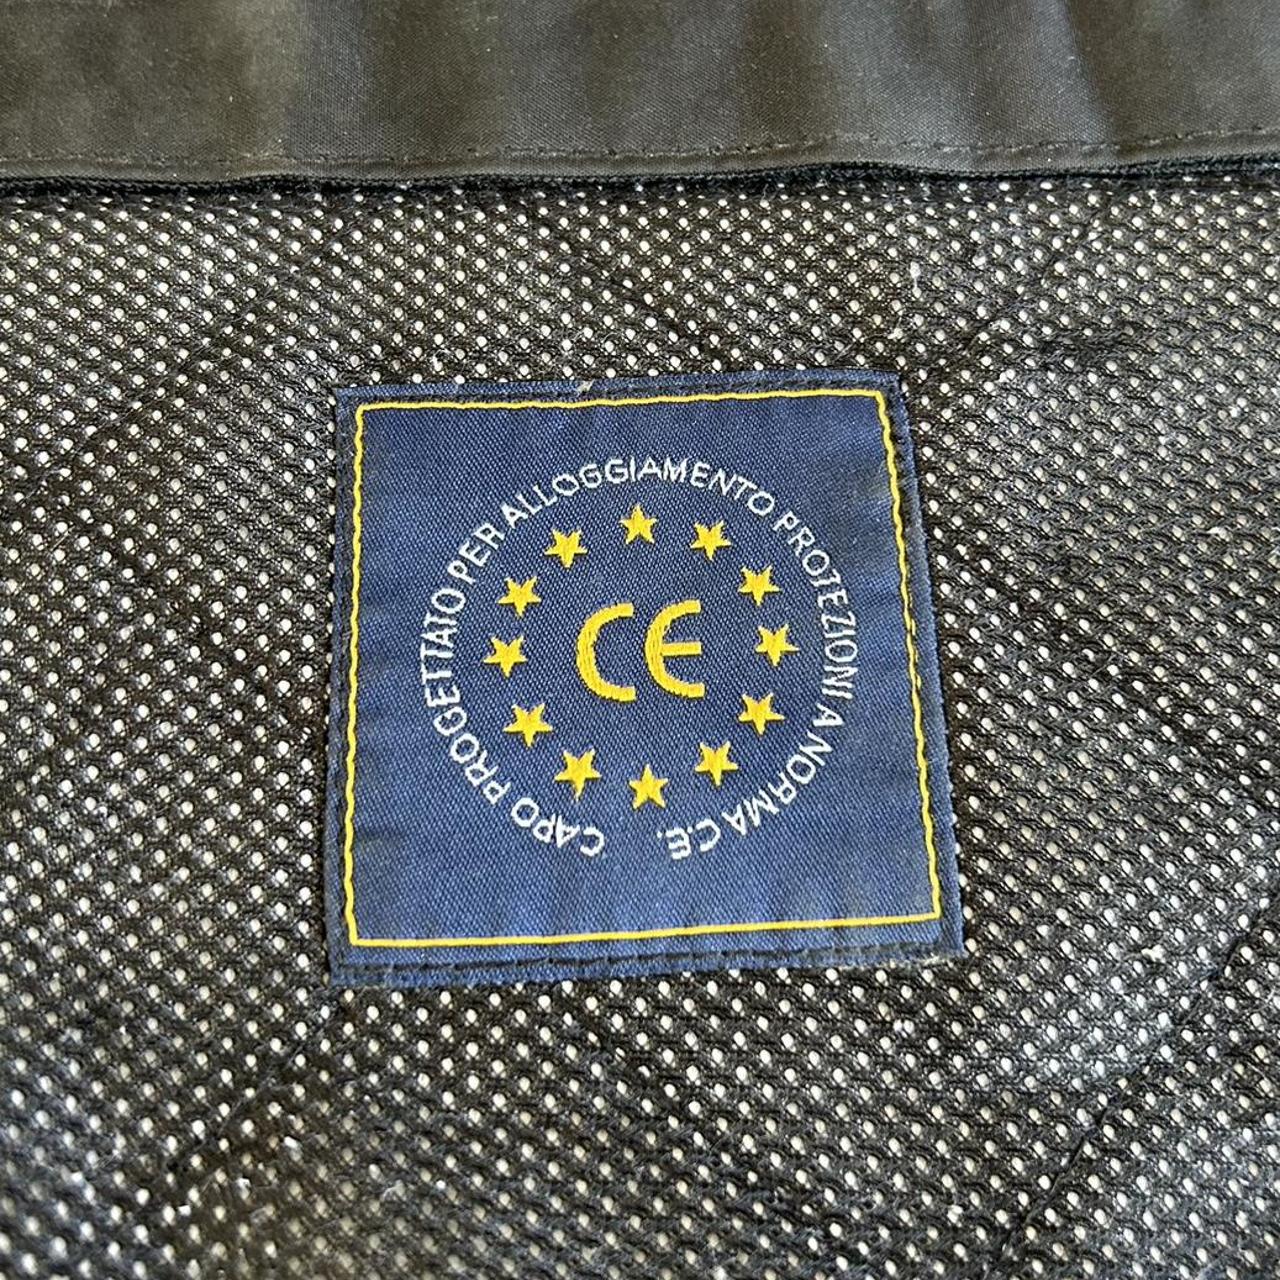 CAPO PROGETTATO PER ALLOGGIAMENTO PROTEZIONI A NORMA C.E.
CE